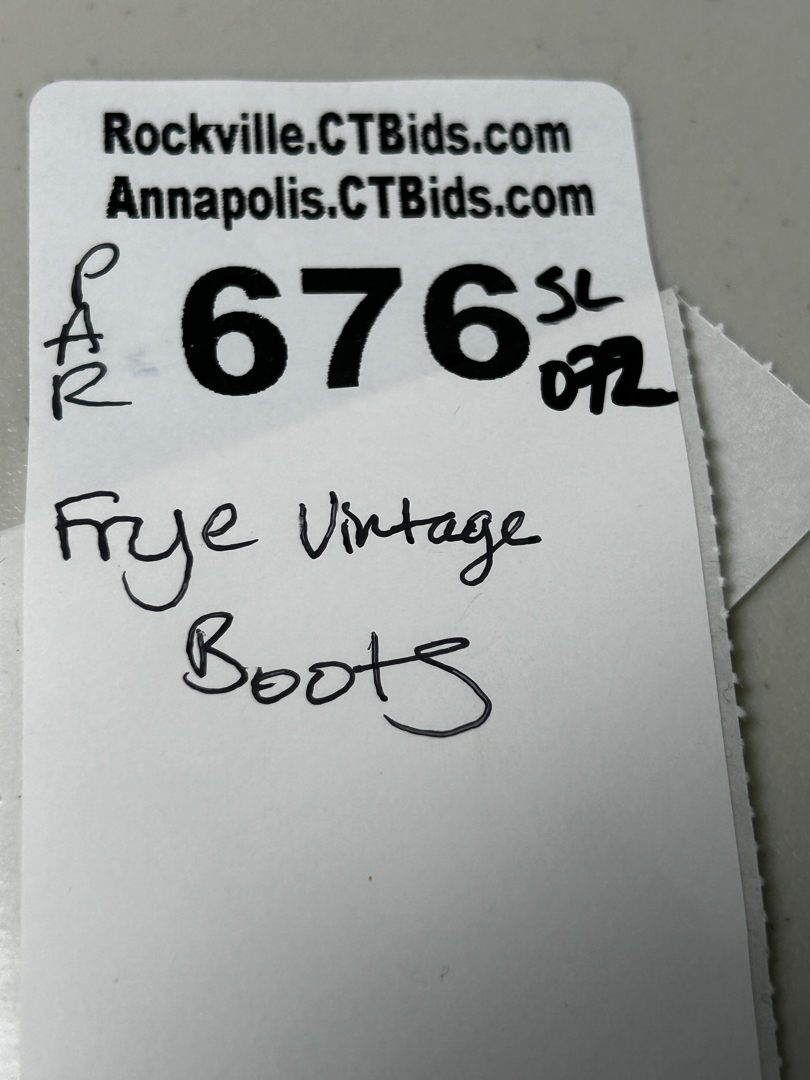 Rockville.CTBids.com
Annapolis.CTBids.com
PAR
676
SL
072
Frye Vintage
Boots